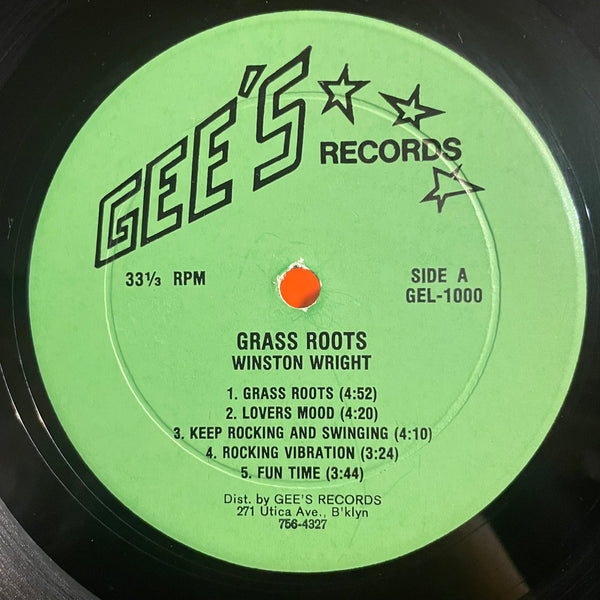 GEE'S
RECORDS
33⅓ RPM
SIDE A
GEL-1000
GRASS ROOTS
WINSTON WRIGHT
1. GRASS ROOTS (4:52)
2. LOVERS MOOD (4:20)
3. KEEP ROCKING AND SWINGING (4:10)
4. ROCKING VIBRATION (3:24)
5. FUN TIME (3:44)
Dist. by GEE'S RECORDS
271 Utica Ave., B'klyn
756-4327